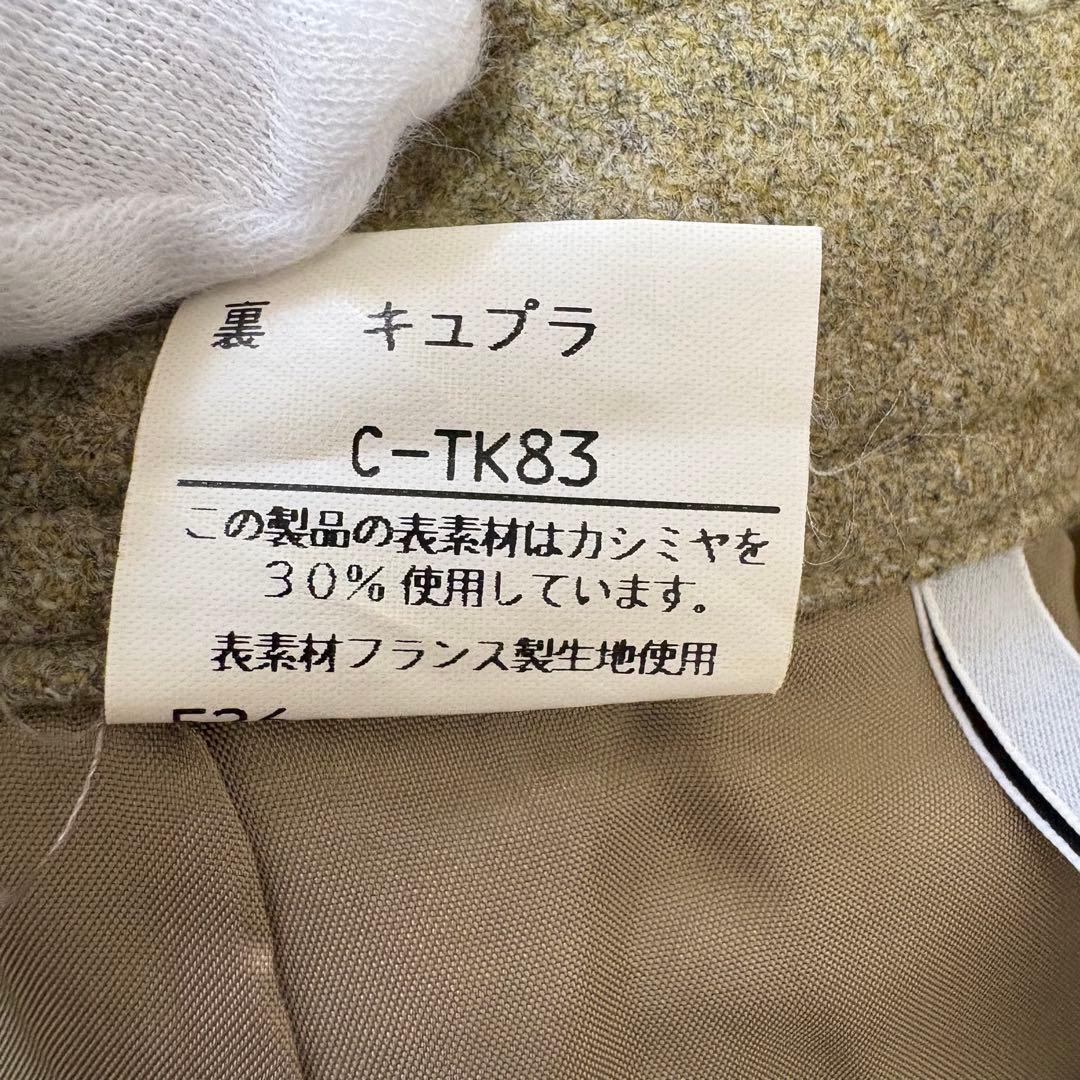 裏　キュプラ
C-TK83
この製品の表素材はカシミヤを
30%使用しています。
表素材フランス製生地使用